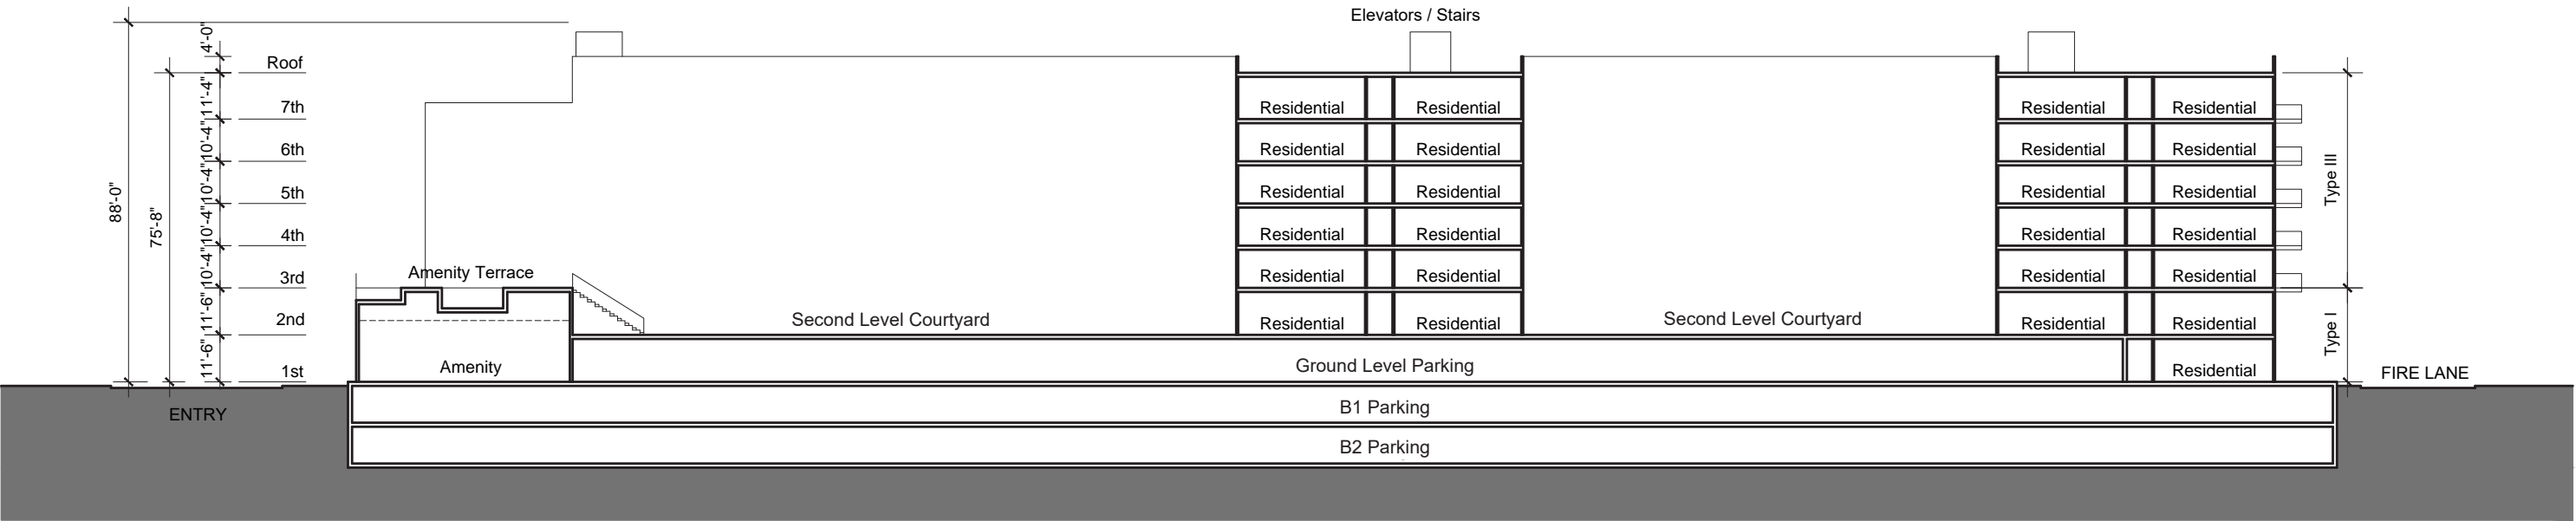 Elevators / Stairs
88'-0"
75'-8"
4'-0"
11'-4"
10'-4"
10'-4"
10'-4"
10'-4"
11'-6"
11'-6"
Roof
7th
6th
5th
4th
3rd
2nd
1st
Residential Residential Residential Residential
Residential Residential Residential Residential
Residential Residential Residential Residential
Residential Residential Residential Residential
Amenity Terrace Residential Residential Residential Residential
Second Level Courtyard Residential Residential Second Level Courtyard Residential Residential
Amenity Ground Level Parking Residential
Type III
Type I
FIRE LANE
ENTRY
B1 Parking
B2 Parking